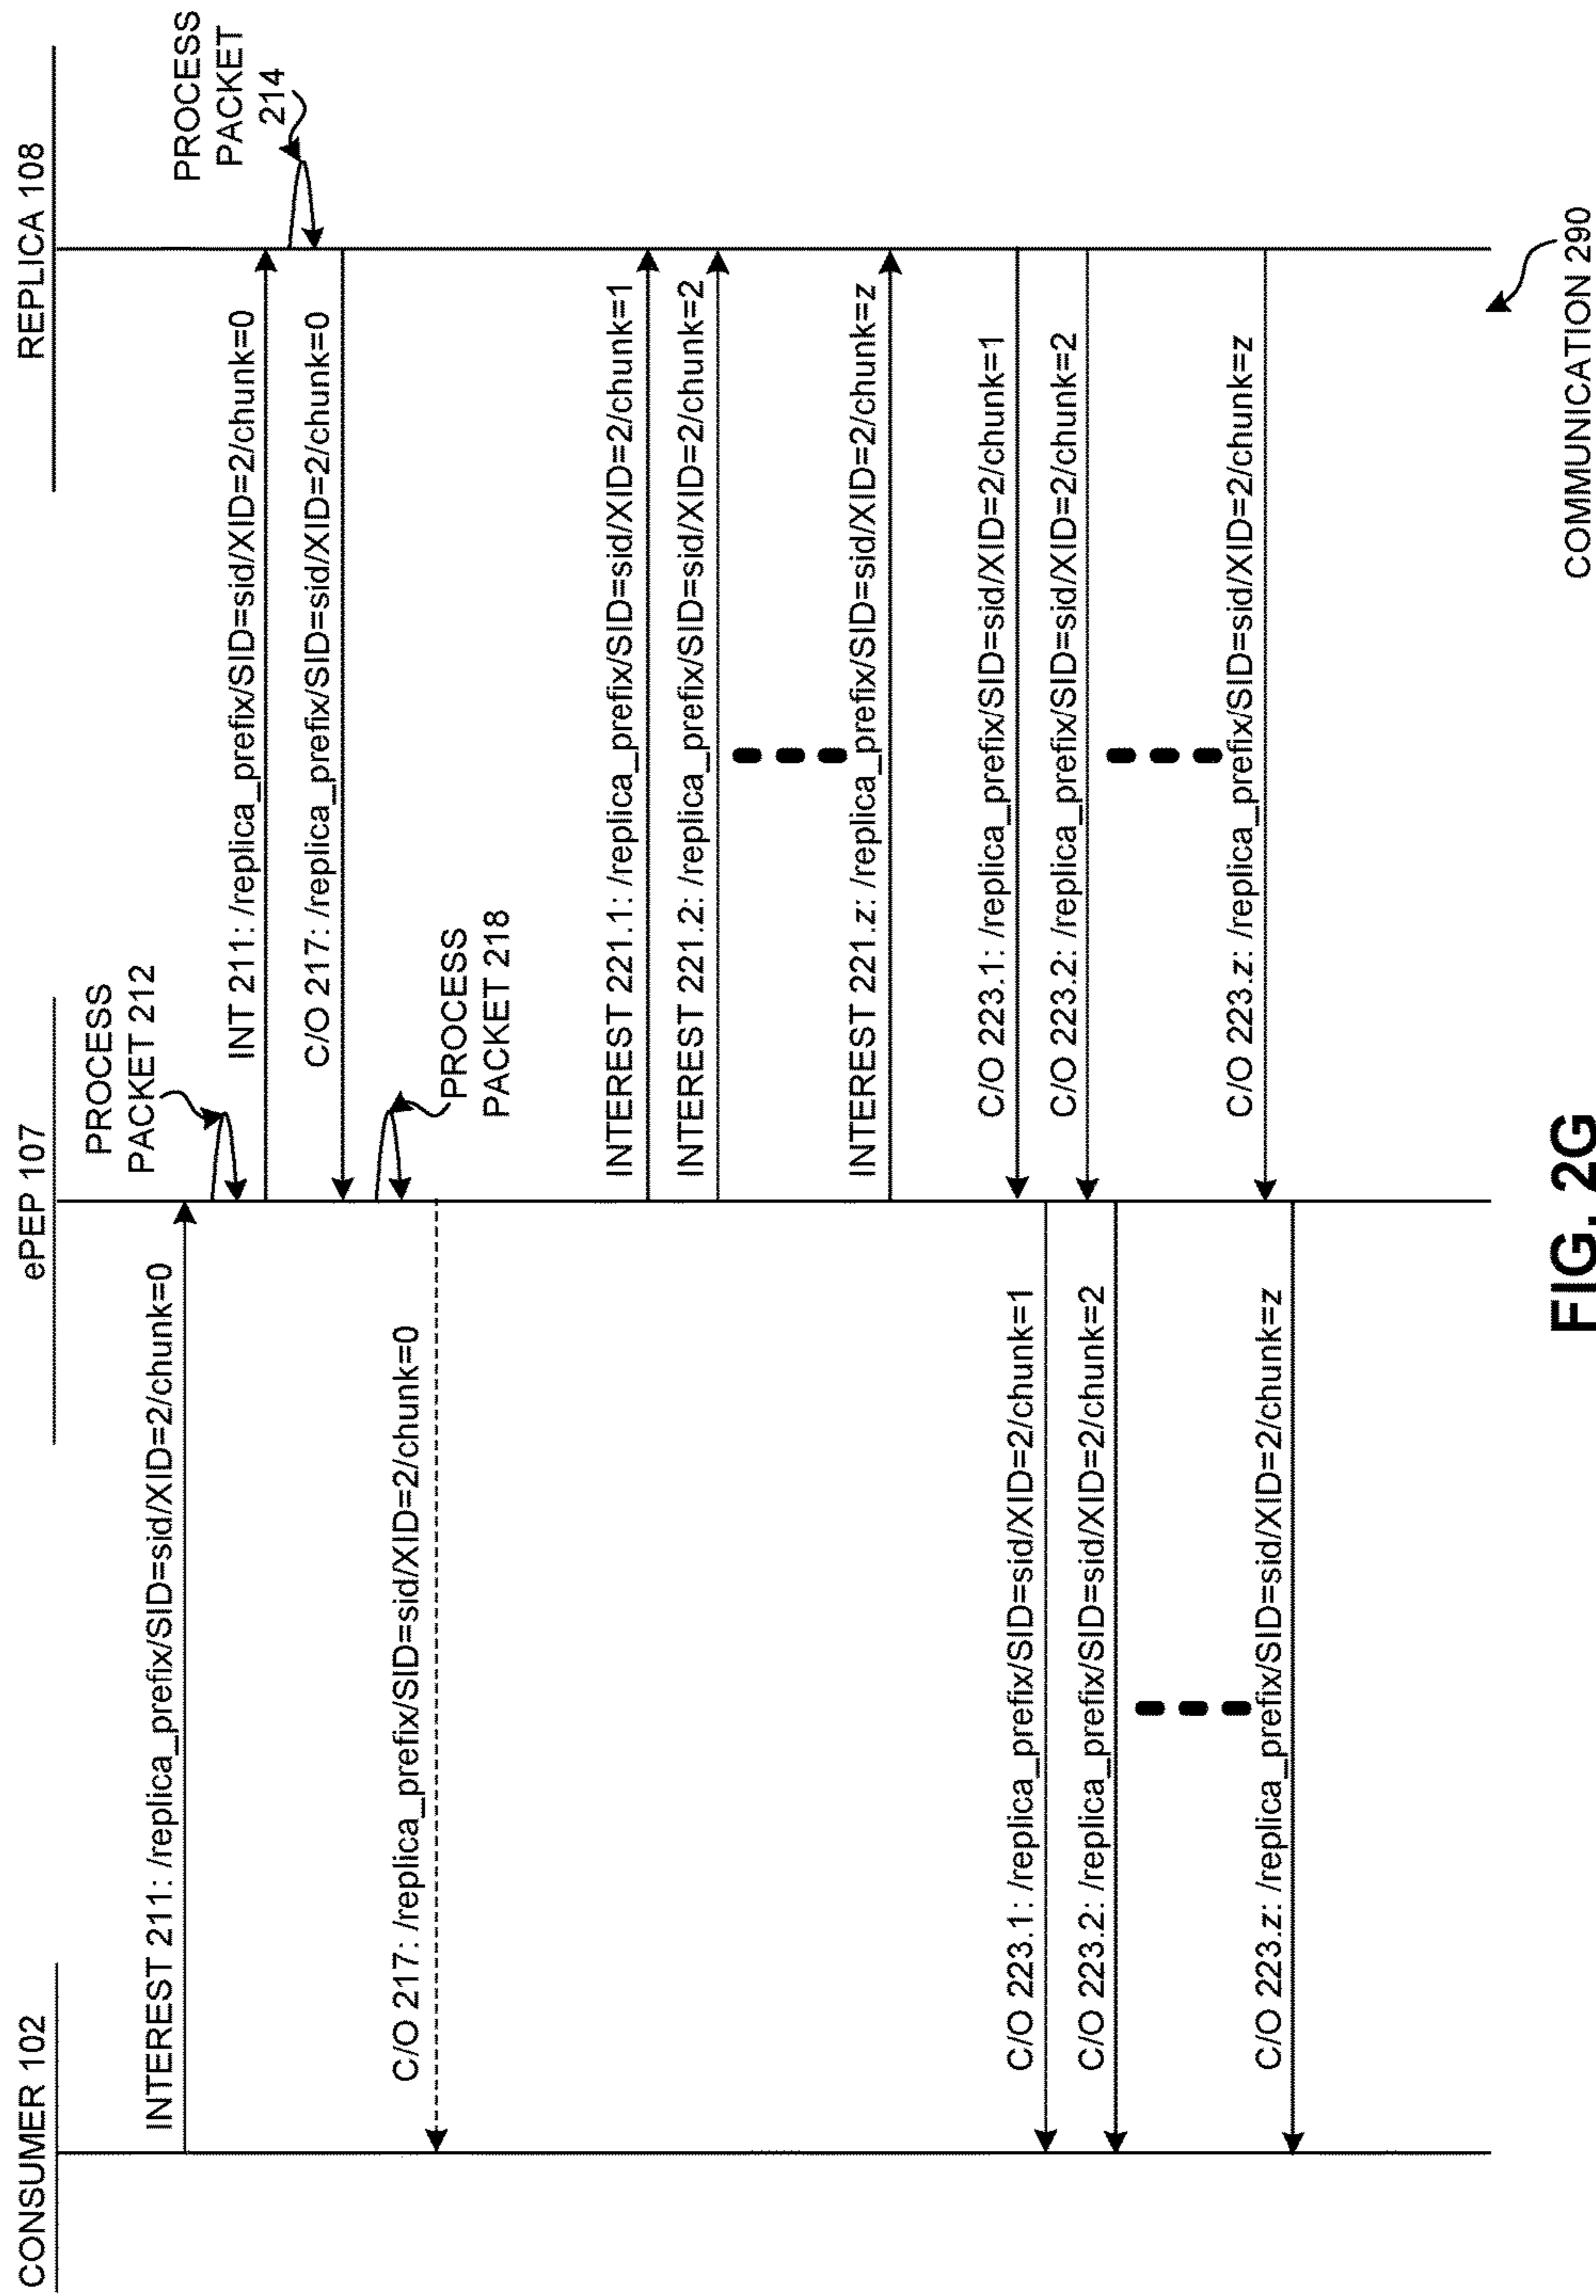 CONSUMER 102
ePEP 107
REPLICA 108
INTEREST 211: /replica_prefix/SID=sid/XID=2/chunk=0
PROCESS
PACKET 212
INT 211: /replica_prefix/SID=sid/XID=2/chunk=0
PROCESS
PACKET
214
C/O 217: /replica_prefix/SID=sid/XID=2/chunk=0
PROCESS
PACKET 218
C/O 217: /replica_prefix/SID=sid/XID=2/chunk=0
INTEREST 221.1: /replica_prefix/SID=sid/XID=2/chunk=1
INTEREST 221.2: /replica_prefix/SID=sid/XID=2/chunk=2
INTEREST 221.z: /replica_prefix/SID=sid/XID=2/chunk=z
C/O 223.1: /replica_prefix/SID=sid/XID=2/chunk=1
C/O 223.1: /replica_prefix/SID=sid/XID=2/chunk=1
C/O 223.2: /replica_prefix/SID=sid/XID=2/chunk=2
C/O 223.2: /replica_prefix/SID=sid/XID=2/chunk=2
C/O 223.z: /replica_prefix/SID=sid/XID=2/chunk=z
C/O 223.z: /replica_prefix/SID=sid/XID=2/chunk=z
COMMUNICATION 290
FIG. 2G